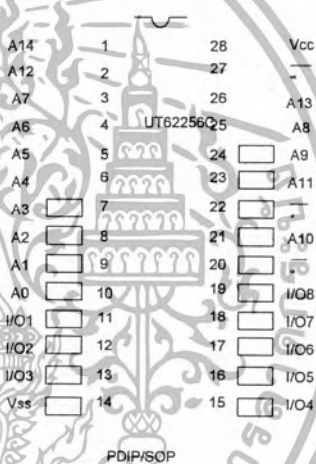 A14 1 28 Vcc
A12 2 27
A7 3 26 A13
A6 4 UT62256C 25 A8
A5 5 24 A9
A4 6 23 A11
A3 7 22
A2 8 21 A10
A1 9 20
A0 10 19 I/O8
I/O1 11 18 I/O7
I/O2 12 17 I/O6
I/O3 13 16 I/O5
Vss 14 15 I/O4
PDIP/SOP